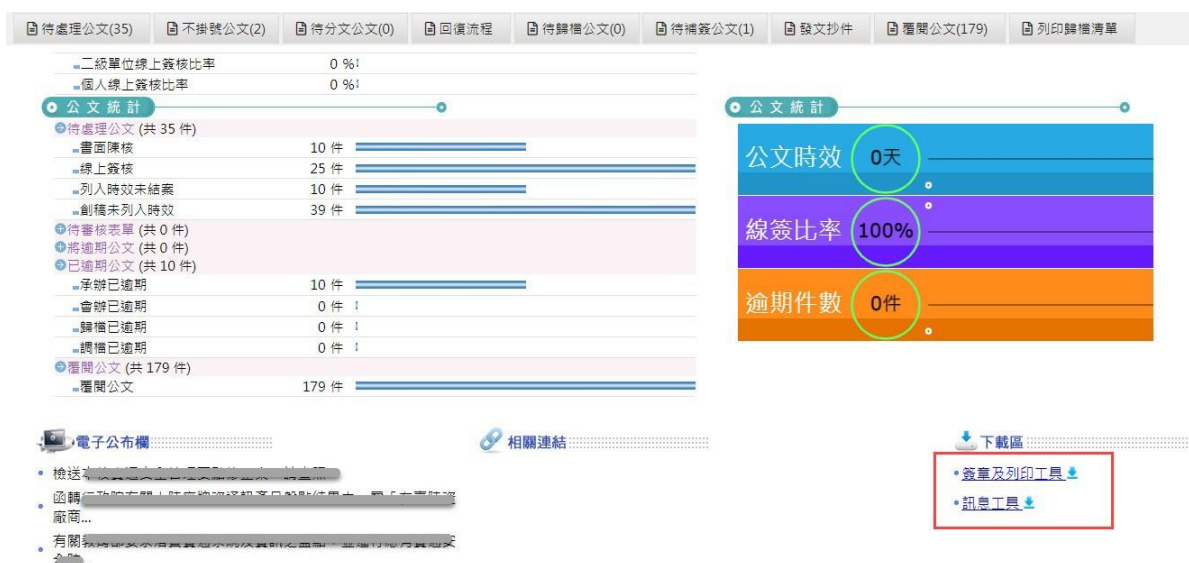 待處理公文(35) 不掛號公文(2) 待分文公文(0) 回復流程 待歸檔公文(0) 待補簽公文(1) 發文抄件 覆閱公文(179) 列印歸檔清單
二級單位線上簽核比率 0 %
個人線上簽核比率 0 %
公文統計
待處理公文 (共 35 件)
書面陳核 10 件
線上簽核 25 件
列入時效未結案 10 件
創稿未列入時效 39 件
待審核表單 (共 0 件)
將逾期公文 (共 0 件)
已逾期公文 (共 10 件)
承辦已逾期 10 件
會辦已逾期 0 件
歸檔已逾期 0 件
調檔已逾期 0 件
覆閱公文 (共 179 件)
覆閱公文 179 件
公文統計
公文時效 0天
線簽比率 100%
逾期件數 0件
電子公布欄
檢送
函轉
廠商...
有關
相關連結
下載區
簽章及列印工具
訊息工具